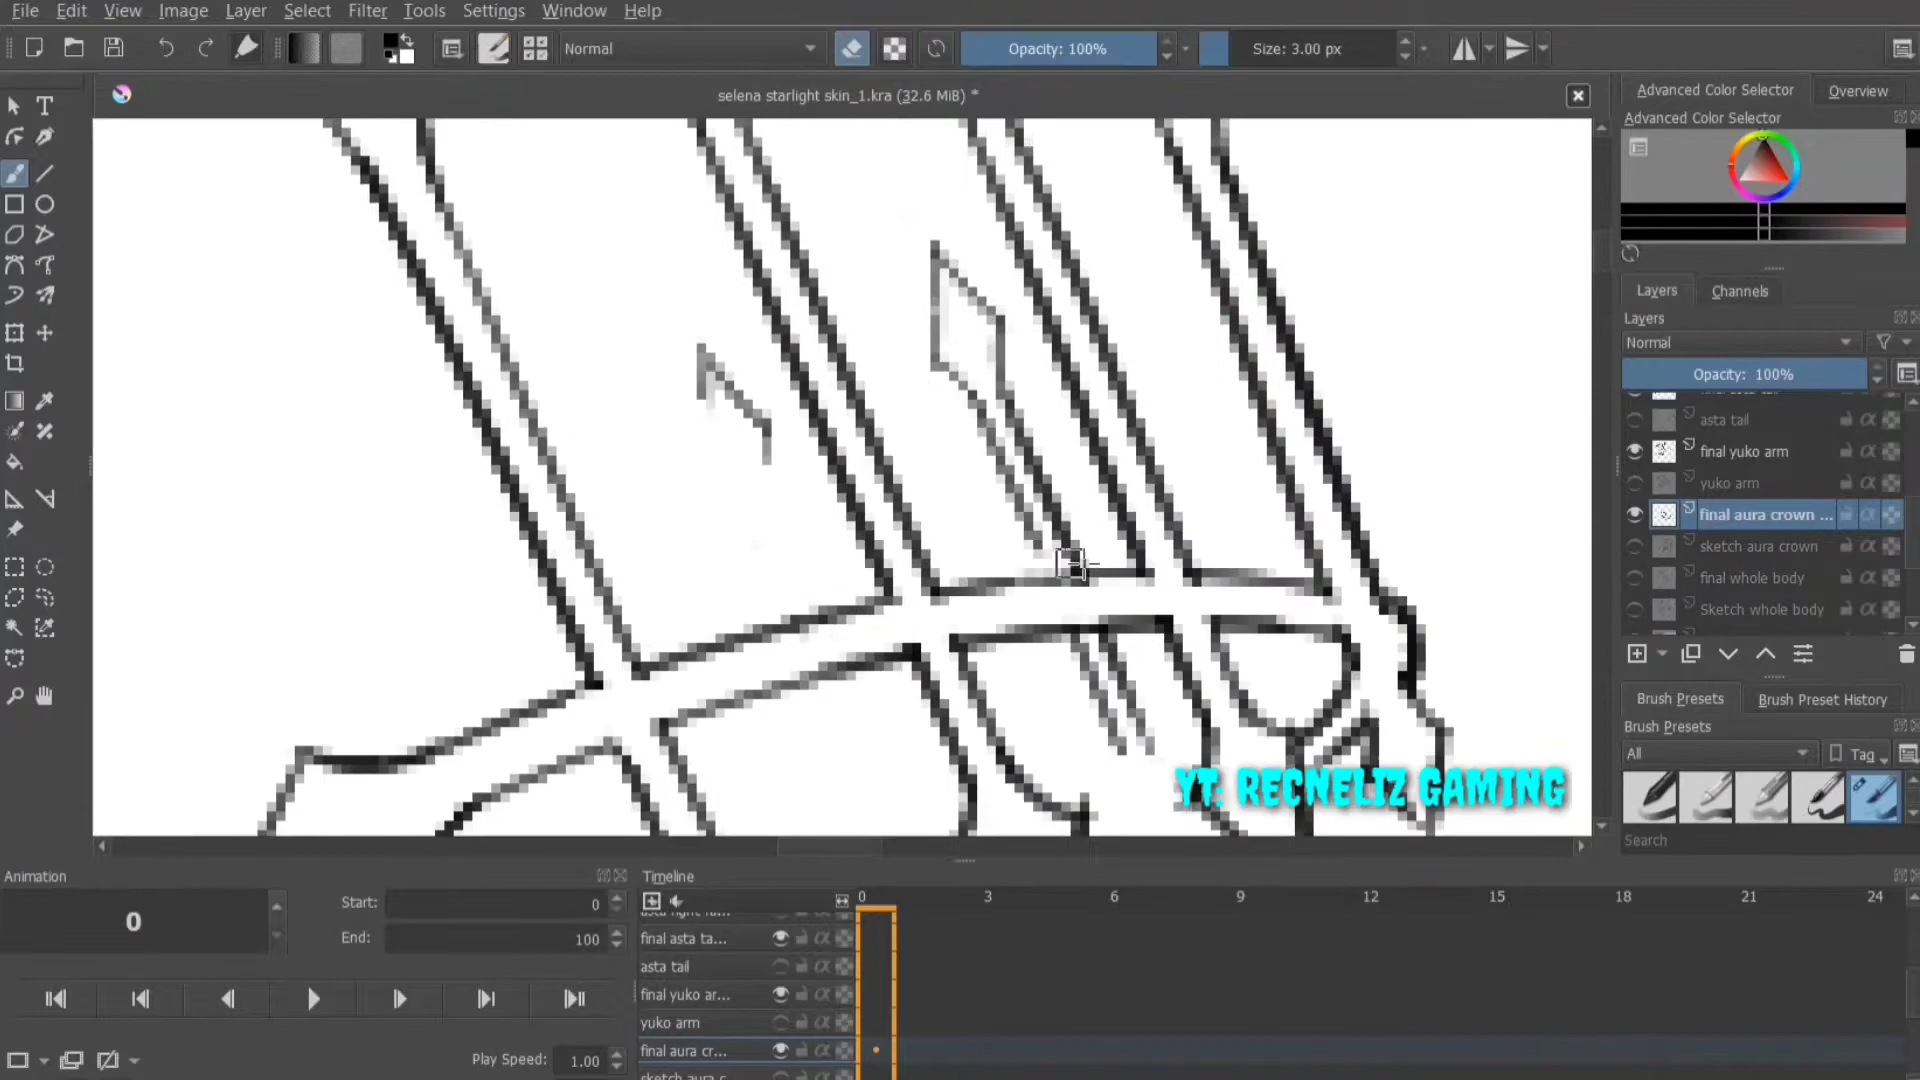 File Edit View Image Layer Select Filter Tools Settings Window Help
Normal
Opacity: 100%
Size: 3.00 px
selena starlight skin_1.kra (32.6 MiB) *
Advanced Color Selector Overview
Advanced Color Selector
Layers Channels
Layers
Normal
Opacity: 100%
asta tail
final yuko arm
yuko arm
final aura crown ...
sketch aura crown
final whole body
Sketch whole body
Brush Presets Brush Preset History
Brush Presets
All Tag
Search
YT: RECNELIZ GAMING
Animation
0
Start: 0
End: 100
Play Speed: 1.00
Timeline
0 3 6 9 12 15 18 21 24
final asta ta...
asta tail
final yuko ar...
yuko arm
final aura cr...